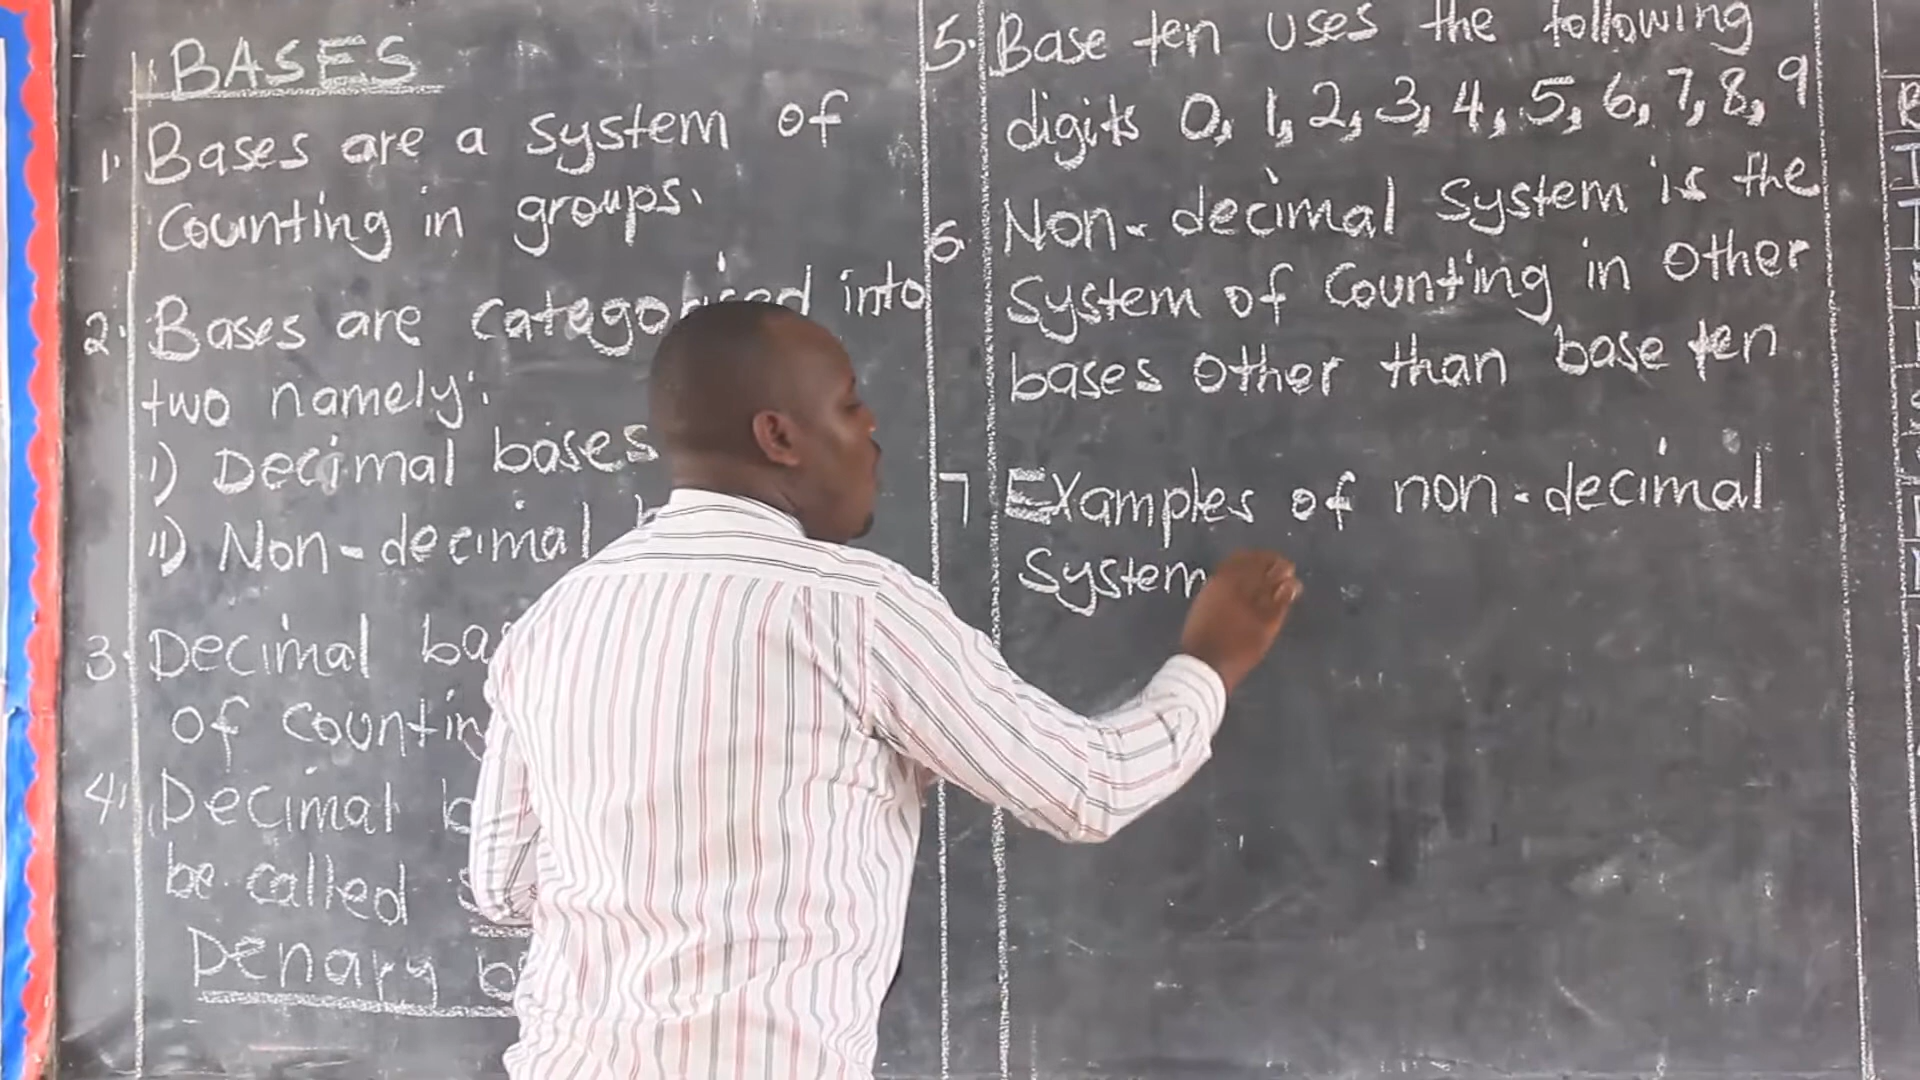 BASES
1. Bases are a system of
Counting in groups.
2. Bases are categorised into
two namely:
i) Decimal bases
ii) Non-decimal
3. Decimal
of
4. Decimal
be called
Denary
5. Base ten uses the following
digits 0, 1, 2, 3, 4, 5, 6, 7, 8, 9
6. Non-decimal System is the
System of Counting in other
bases other than base ten
7 Examples of non-decimal
System